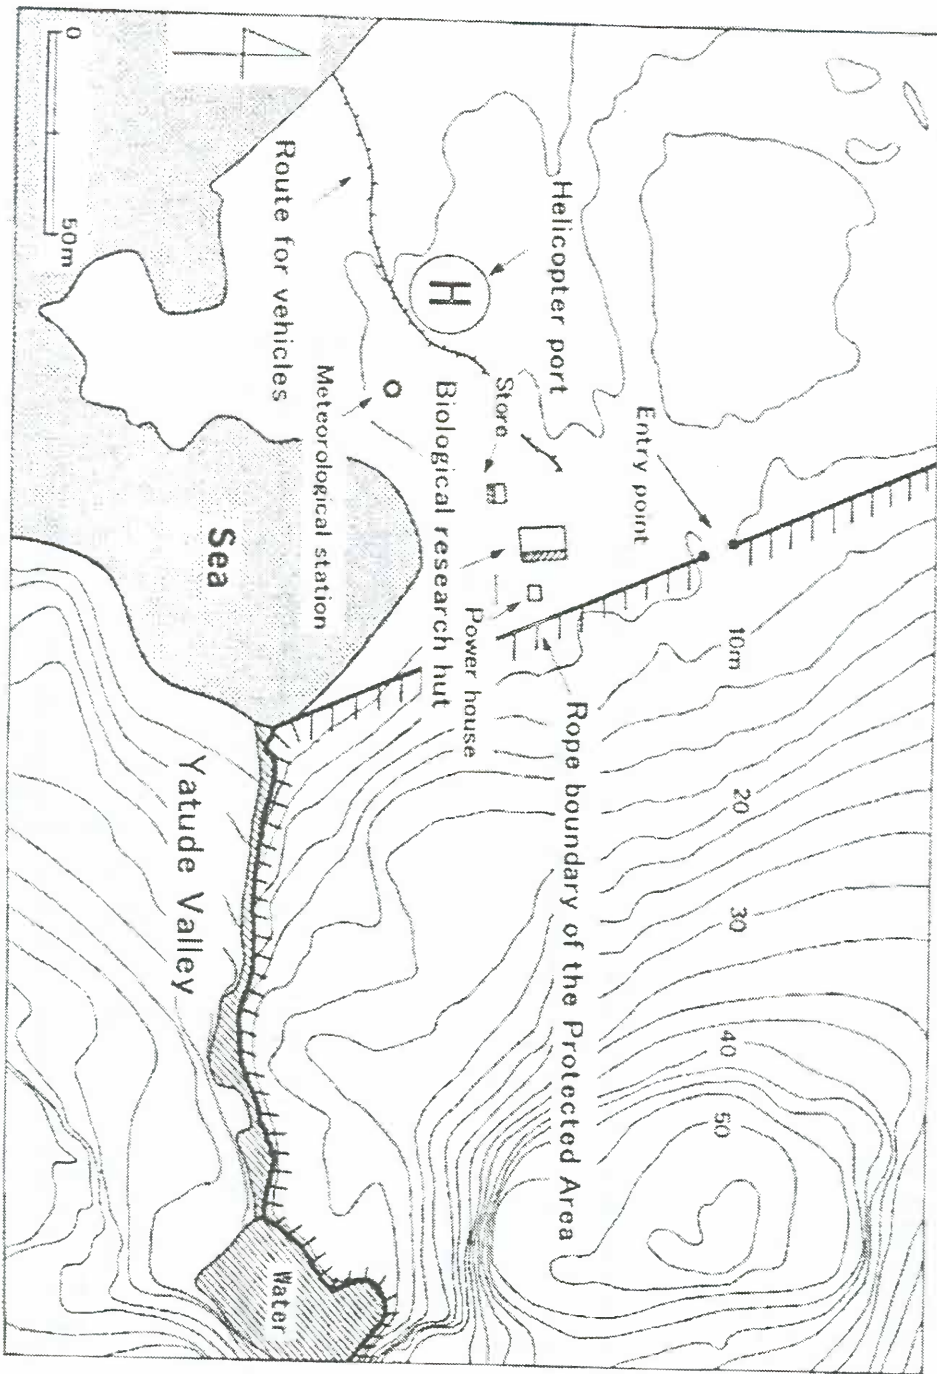 Entry point
10m
20
30
40
50
Helicopter port
H
Store
Rope boundary of the Protected Area
Biological research hut
Power house
Meteorological station
Route for vehicles
Sea
Yatude Valley
Water
0
50m